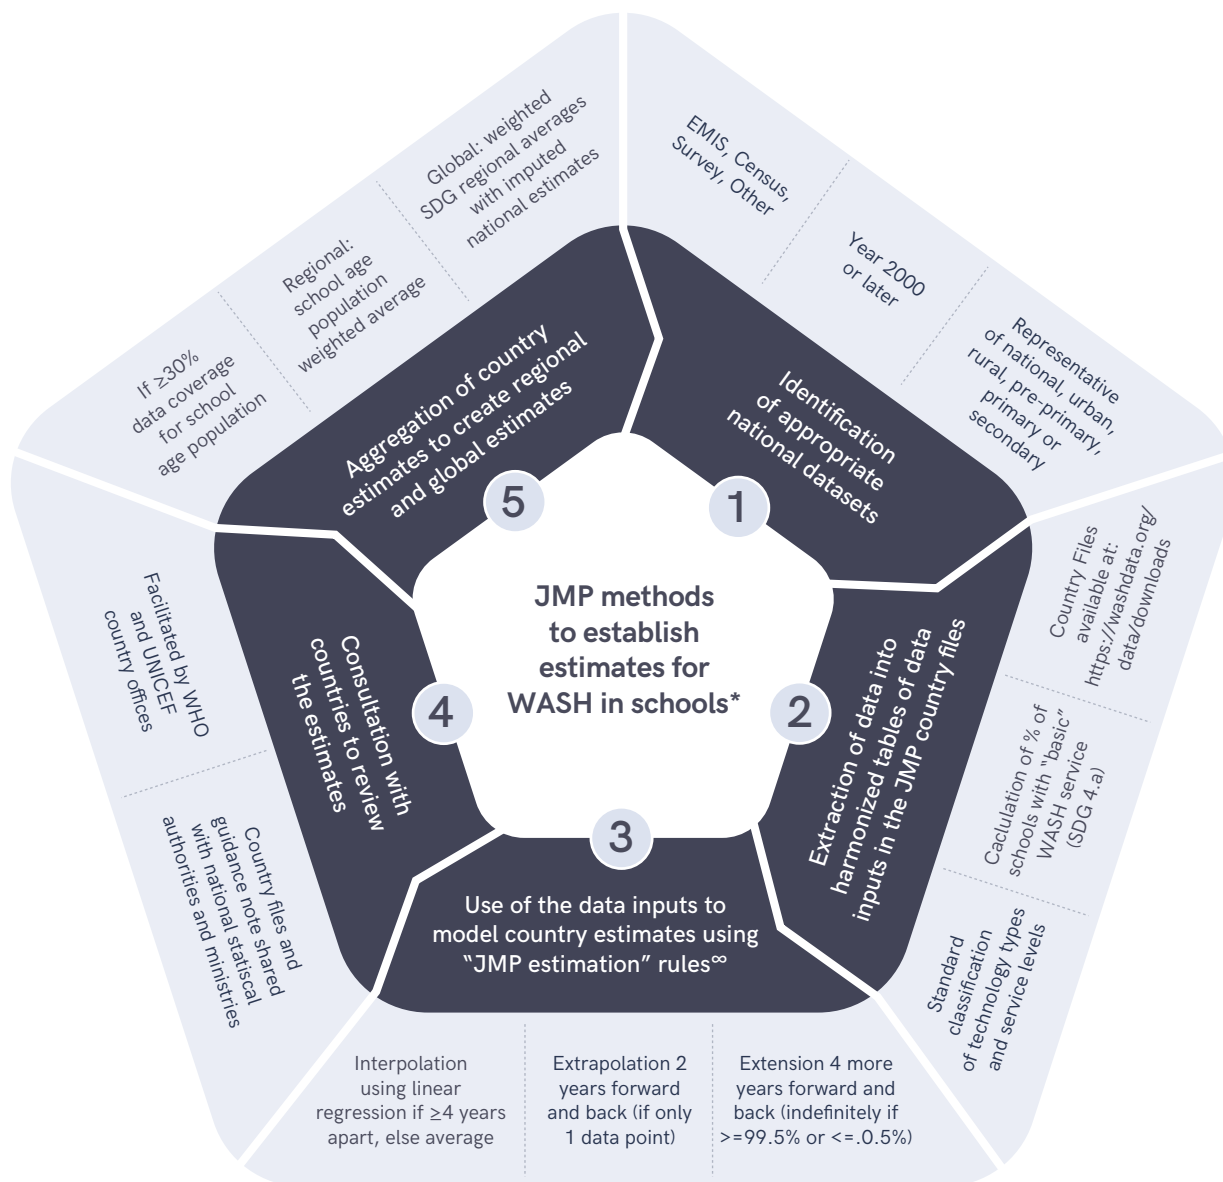 JMP methods
to establish
estimates for
WASH in schools*
1
Identification
of appropriate
national datasets
EMIS, Census,
Survey, Other
Year 2000
or later
Representative
of national, urban,
rural, pre-primary,
primary or
secondary
2
Extraction of data into
harmonized tables of data
inputs in the JMP country files
Country Files
available at:
https://washdata.org/
data/downloads
Caclulation of % of
schools with “basic”
WASH service
(SDG 4.a)
Standard
classification
of technology types
and service levels
3
Use of the data inputs to
model country estimates using
“JMP estimation” rules∞
Interpolation
using linear
regression if ≥4 years
apart, else average
Extrapolation 2
years forward
and back (if only
1 data point)
Extension 4 more
years forward and
back (indefinitely if
>=99.5% or <=.0.5%)
4
Consultation with
countries to review
the estimates
Facilitated by WHO
and UNICEF
country offices
Country files and
guidance note shared
with national statiscal
authorities and ministries
5
Aggregation of country
estimates to create regional
and global estimates
If ≥30%
data coverage
for school
age population
Regional:
school age
population
weighted average
Global: weighted
SDG regional averages
with imputed
national estimates